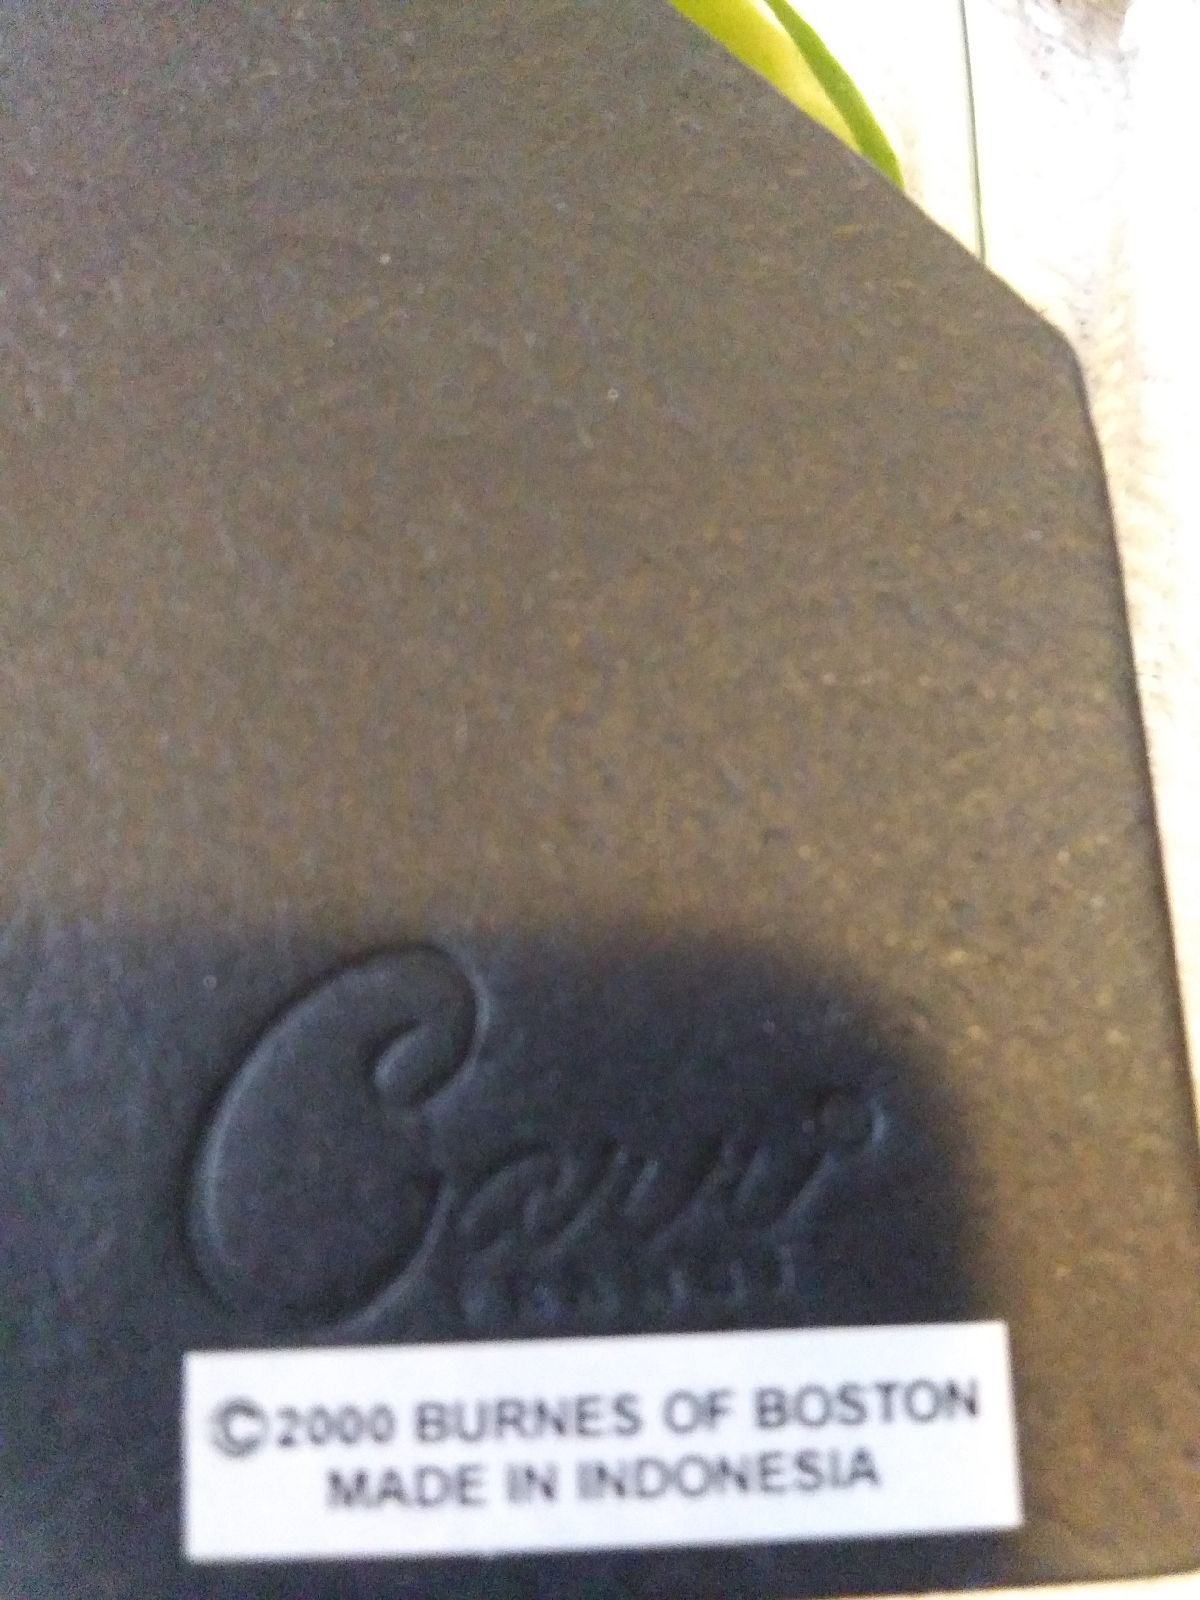 ©2000 BURNES OF BOSTON
MADE IN INDONESIA